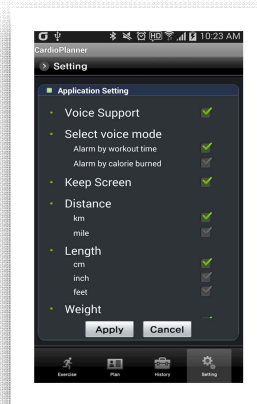 HD 10:23 AM
CardioPlanner
Setting
Application Setting
Voice Support
Select voice mode
Alarm by workout time
Alarm by calorie burned
Keep Screen
Distance
km
mile
Length
cm
inch
feet
Weight
Apply Cancel
Exercise Plan History Setting